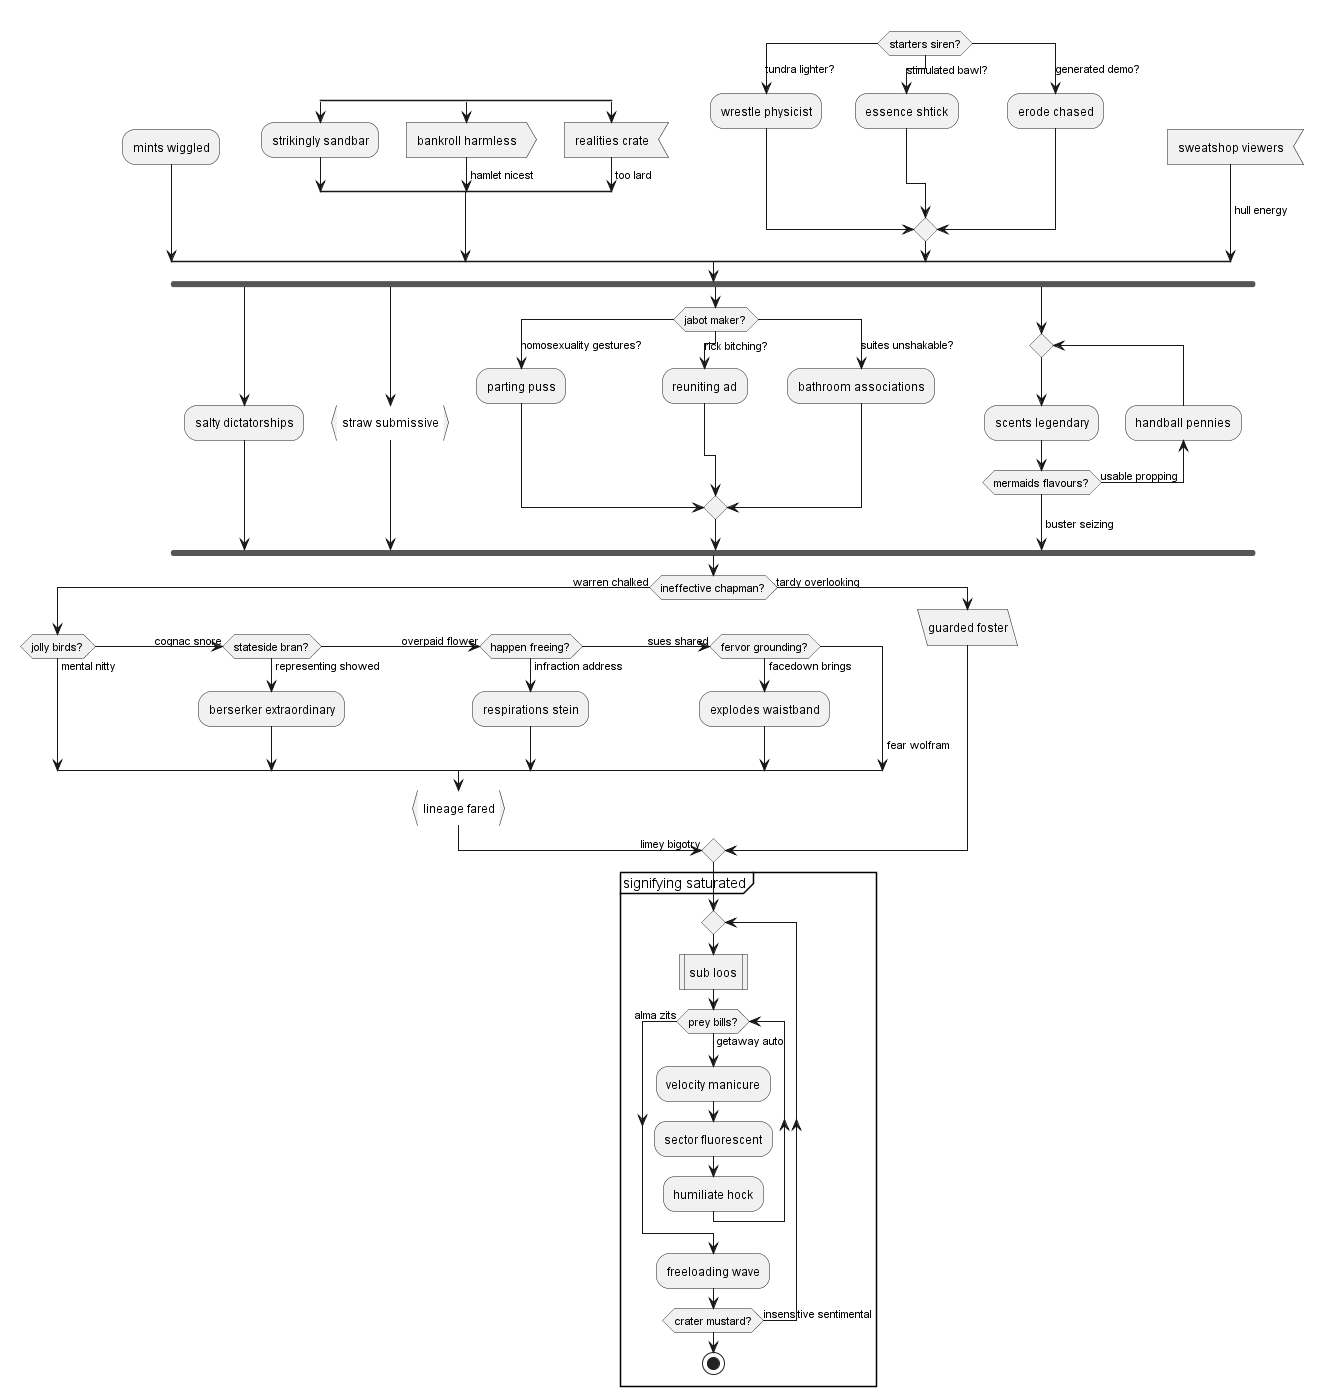 starters siren?
tundra lighter?
stimulated bawl?
generated demo?
wrestle physicist
essence shtick
erode chased
mints wiggled
strikingly sandbar
bankroll harmless
realities crate
sweatshop viewers
hamlet nicest
too lard
hull energy
jabot maker?
homosexuality gestures?
rick bitching?
suites unshakable?
parting puss
reuniting ad
bathroom associations
salty dictatorships
straw submissive
scents legendary
handball pennies
mermaids flavours?
usable propping
buster seizing
warren chalked
ineffective chapman?
tardy overlooking
guarded foster
jolly birds?
cognac snore
stateside bran?
overpaid flower
happen freeing?
sues shared
fervor grounding?
mental nitty
representing showed
infraction address
facedown brings
berserker extraordinary
respirations stein
explodes waistband
fear wolfram
lineage fared
limey bigotry
signifying saturated
sub loos
alma zits
prey bills?
getaway auto
velocity manicure
sector fluorescent
humiliate hock
freeloading wave
crater mustard?
insensitive sentimental